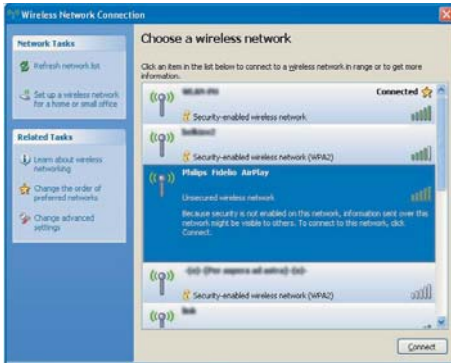 Wireless Network Connection
Network Tasks
Refresh network list
Set up a wireless network
for a home or small office
Related Tasks
Learn about wireless
networking
Change the order of
preferred networks
Change advanced
settings
Choose a wireless network
Click an item in the list below to connect to a wireless network in range or to get more
information.
Connected
Security-enabled wireless network
Security-enabled wireless network (WPA2)
Philips Fidelio AirPlay
Unsecured wireless network
Because security is not enabled on this network, information sent over this
network might be visible to others. To connect to this network, click
Connect.
Security-enabled wireless network (WPA2)
Connect